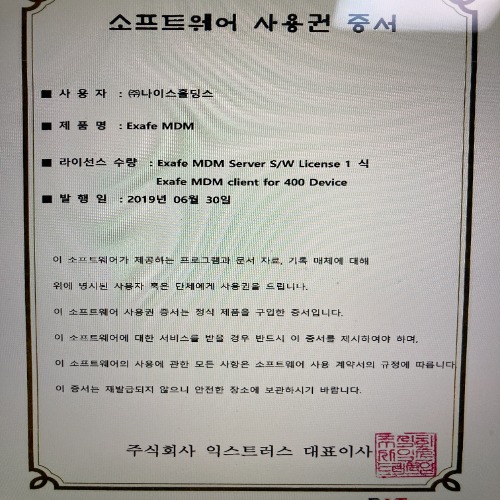 소프트웨어 사용권 증서
■ 사 용 자 : ㈜나이스홀딩스
■ 제 품 명 : Exafe MDM
■ 라이선스 수량 : Exafe MDM Server S/W License 1 식
Exafe MDM client for 400 Device
■ 발 행 일 : 2019년 06월 30일
이 소프트웨어가 제공하는 프로그램과 문서 자료, 기록 매체에 대해
위에 명시된 사용자 혹은 단체에게 사용권을 드립니다.
이 소프트웨어 사용권 증서는 정식 제품을 구입한 증서입니다.
이 소프트웨어에 대한 서비스를 받을 경우 반드시 이 증서를 제시하여야 하며,
이 소프트웨어의 사용에 관한 모든 사항은 소프트웨어 사용 계약서의 규정에 따릅니다.
이 증서는 재발급되지 않으니 안전한 장소에 보관하시기 바랍니다.
주식회사 익스트러스 대표이사